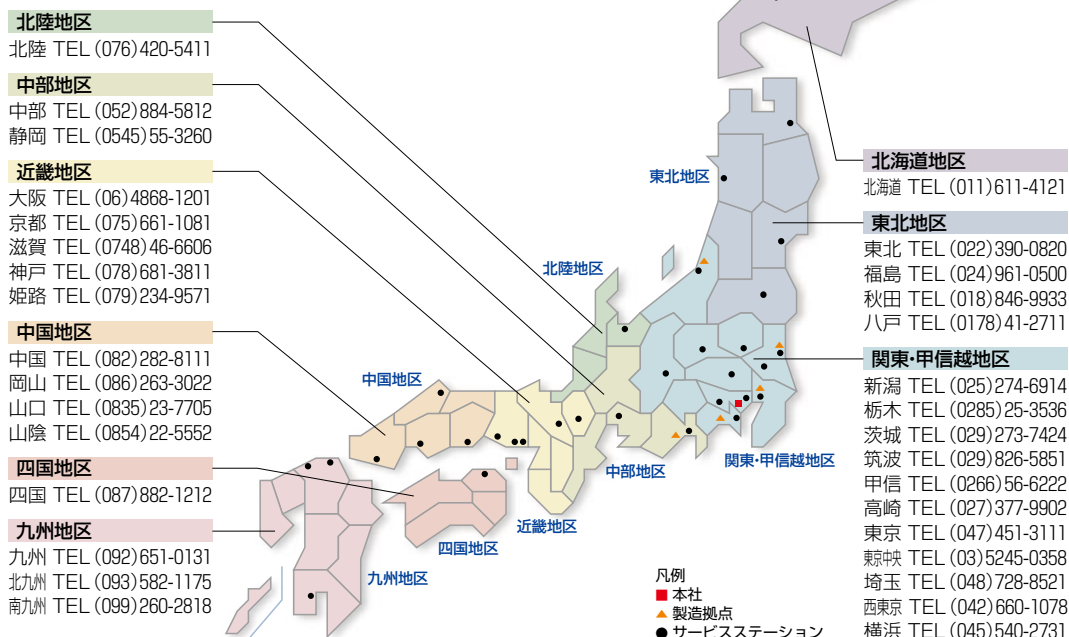 北陸地区
北陸 TEL (076)420-5411
中部地区
中部 TEL (052)884-5812
静岡 TEL (0545)55-3260
近畿地区
大阪 TEL (06)4868-1201
京都 TEL (075)661-1081
滋賀 TEL (0748)46-6606
神戸 TEL (078)681-3811
姫路 TEL (079)234-9571
中国地区
中国 TEL (082)282-8111
岡山 TEL (086)263-3022
山口 TEL (0835)23-7705
山陰 TEL (0854)22-5552
四国地区
四国 TEL (087)882-1212
九州地区
九州 TEL (092)651-0131
北九州 TEL (093)582-1175
南九州 TEL (099)260-2818
東北地区
北陸地区
中国地区
中部地区
関東・甲信越地区
近畿地区
四国地区
九州地区
凡例
本社
製造拠点
サービスステーション
北海道地区
北海道 TEL (011)611-4121
東北地区
東北 TEL (022)390-0820
福島 TEL (024)961-0500
秋田 TEL (018)846-9933
八戸 TEL (0178)41-2711
関東・甲信越地区
新潟 TEL (025)274-6914
栃木 TEL (0285)25-3536
茨城 TEL (029)273-7424
筑波 TEL (029)826-5851
甲信 TEL (0266)56-6222
高崎 TEL (027)377-9902
東京 TEL (047)451-3111
東京中央 TEL (03)5245-0358
埼玉 TEL (048)728-8521
西東京 TEL (042)660-1078
横浜 TEL (045)540-2731